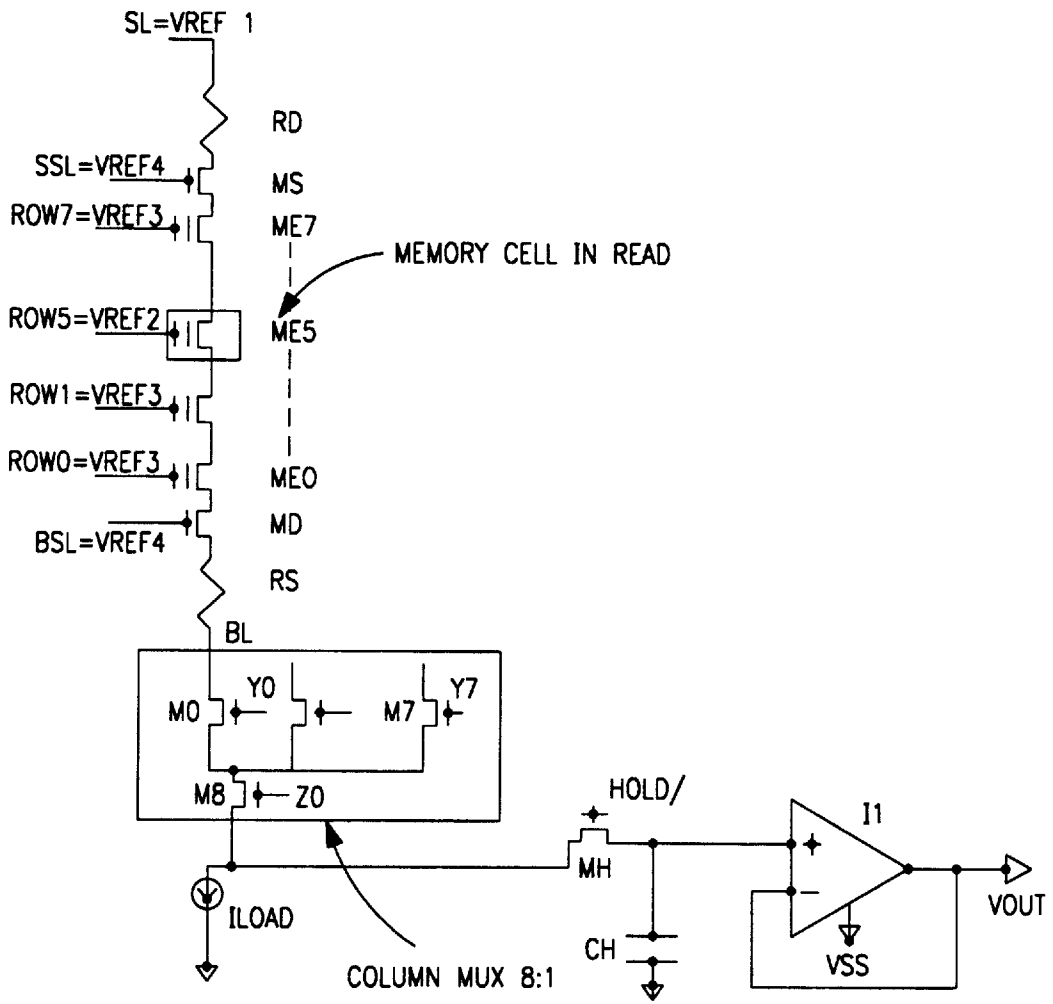 SL=VREF 1
RD
SSL=VREF4
MS
ROW7=VREF3
ME7
MEMORY CELL IN READ
ROW5=VREF2
ME5
ROW1=VREF3
ROW0=VREF3
ME0
MD
BSL=VREF4
RS
BL
M0
Y0
M7
Y7
M8
Z0
HOLD/
I1
+
MH
−
ILOAD
VOUT
CH
VSS
COLUMN MUX 8:1